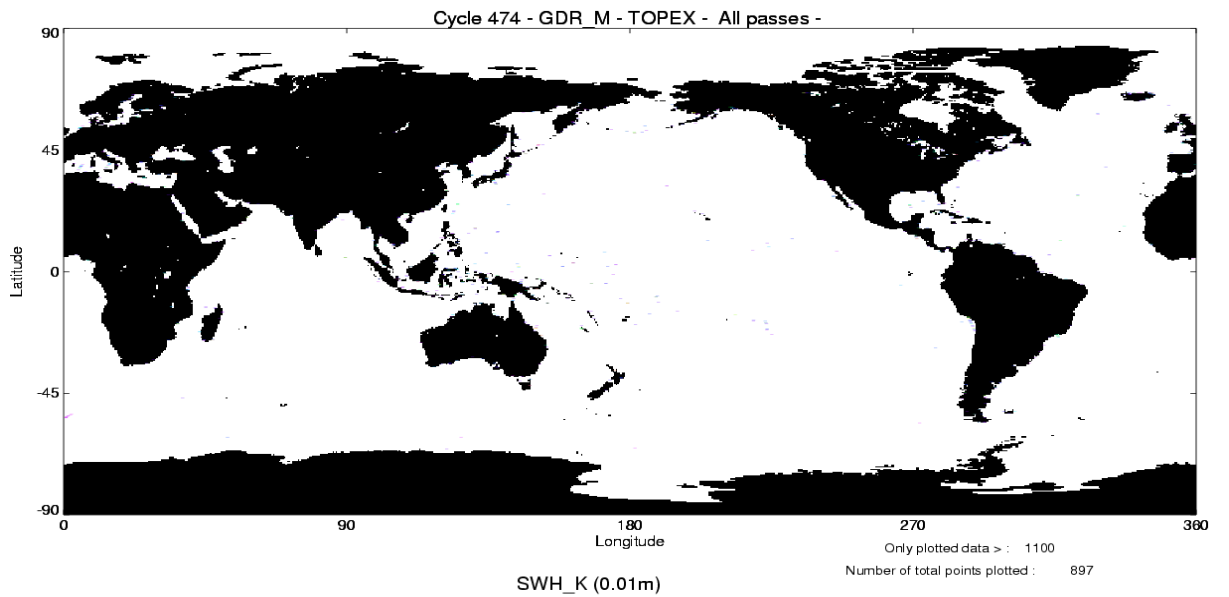 Cycle 474 - GDR_M - TOPEX - All passes -
90
45
0
-45
-90
Latitude
0 90 180 270 360
Longitude
Only plotted data > : 1100
Number of total points plotted : 897
SWH_K (0.01m)